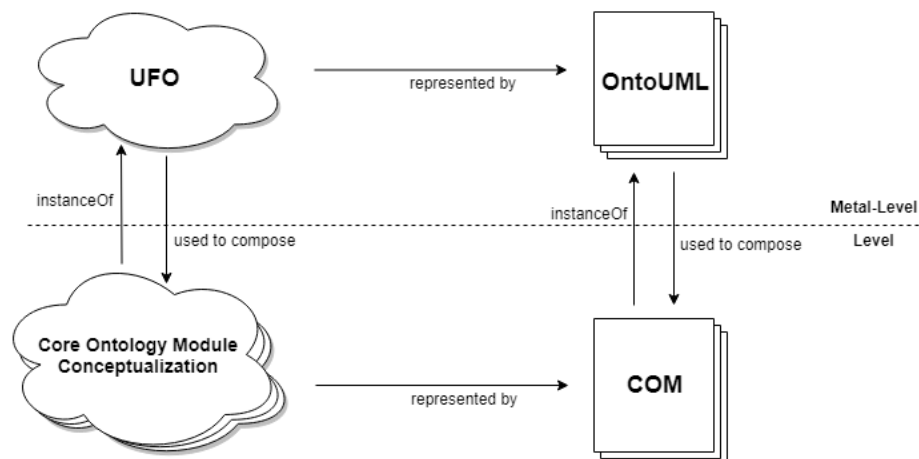 UFO
represented by
OntoUML
instanceOf
used to compose
instanceOf
used to compose
Metal-Level
Level
Core Ontology Module
Conceptualization
represented by
COM